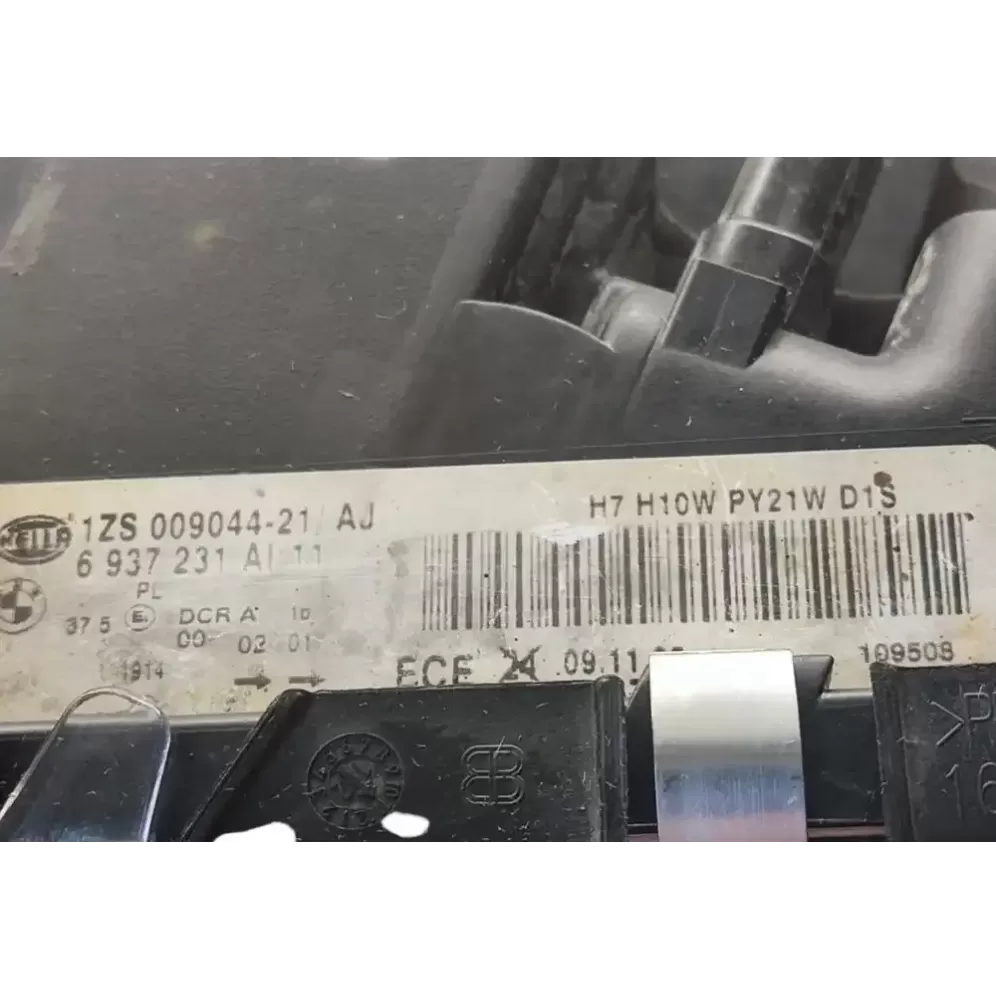 HELLA 1ZS 009044-21 AJ
H7 H10W PY21W D1S
6 937 231
PL
37 5 E DCR A
00 02 01
1914
ECE 24 09.11
109508